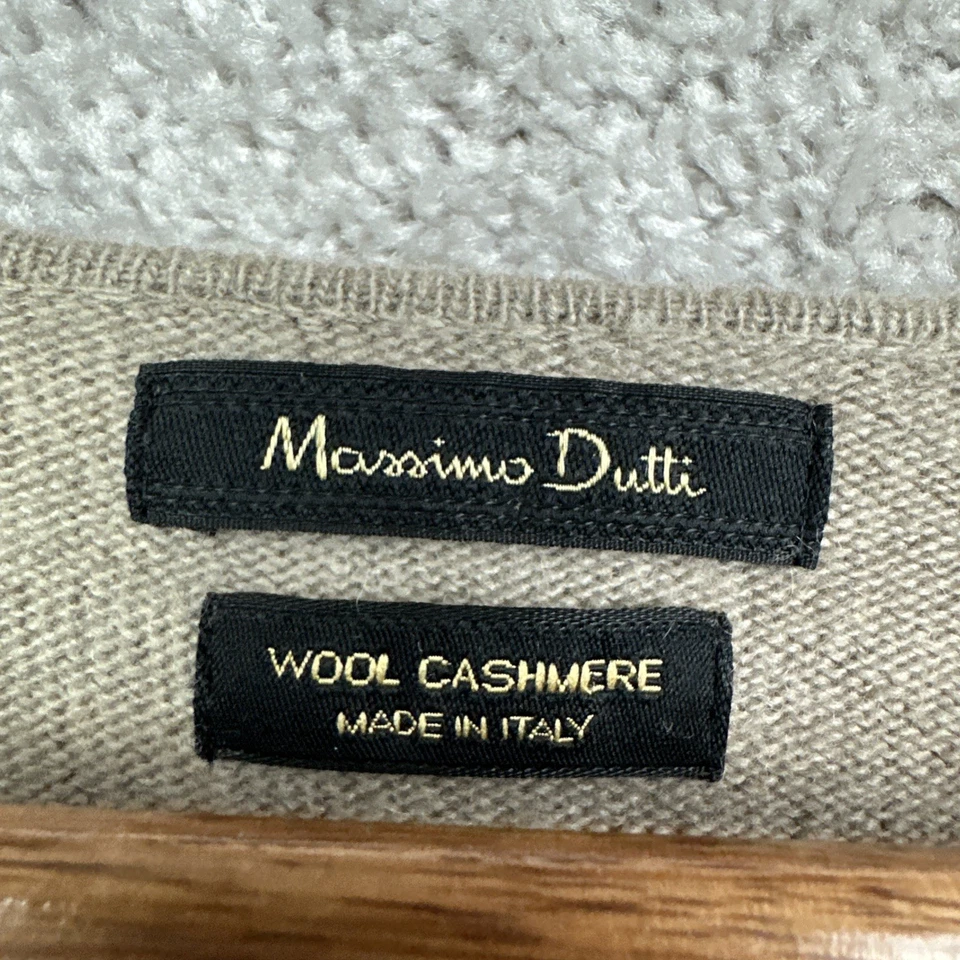 Massimo Dutti
WOOL CASHMERE
MADE IN ITALY